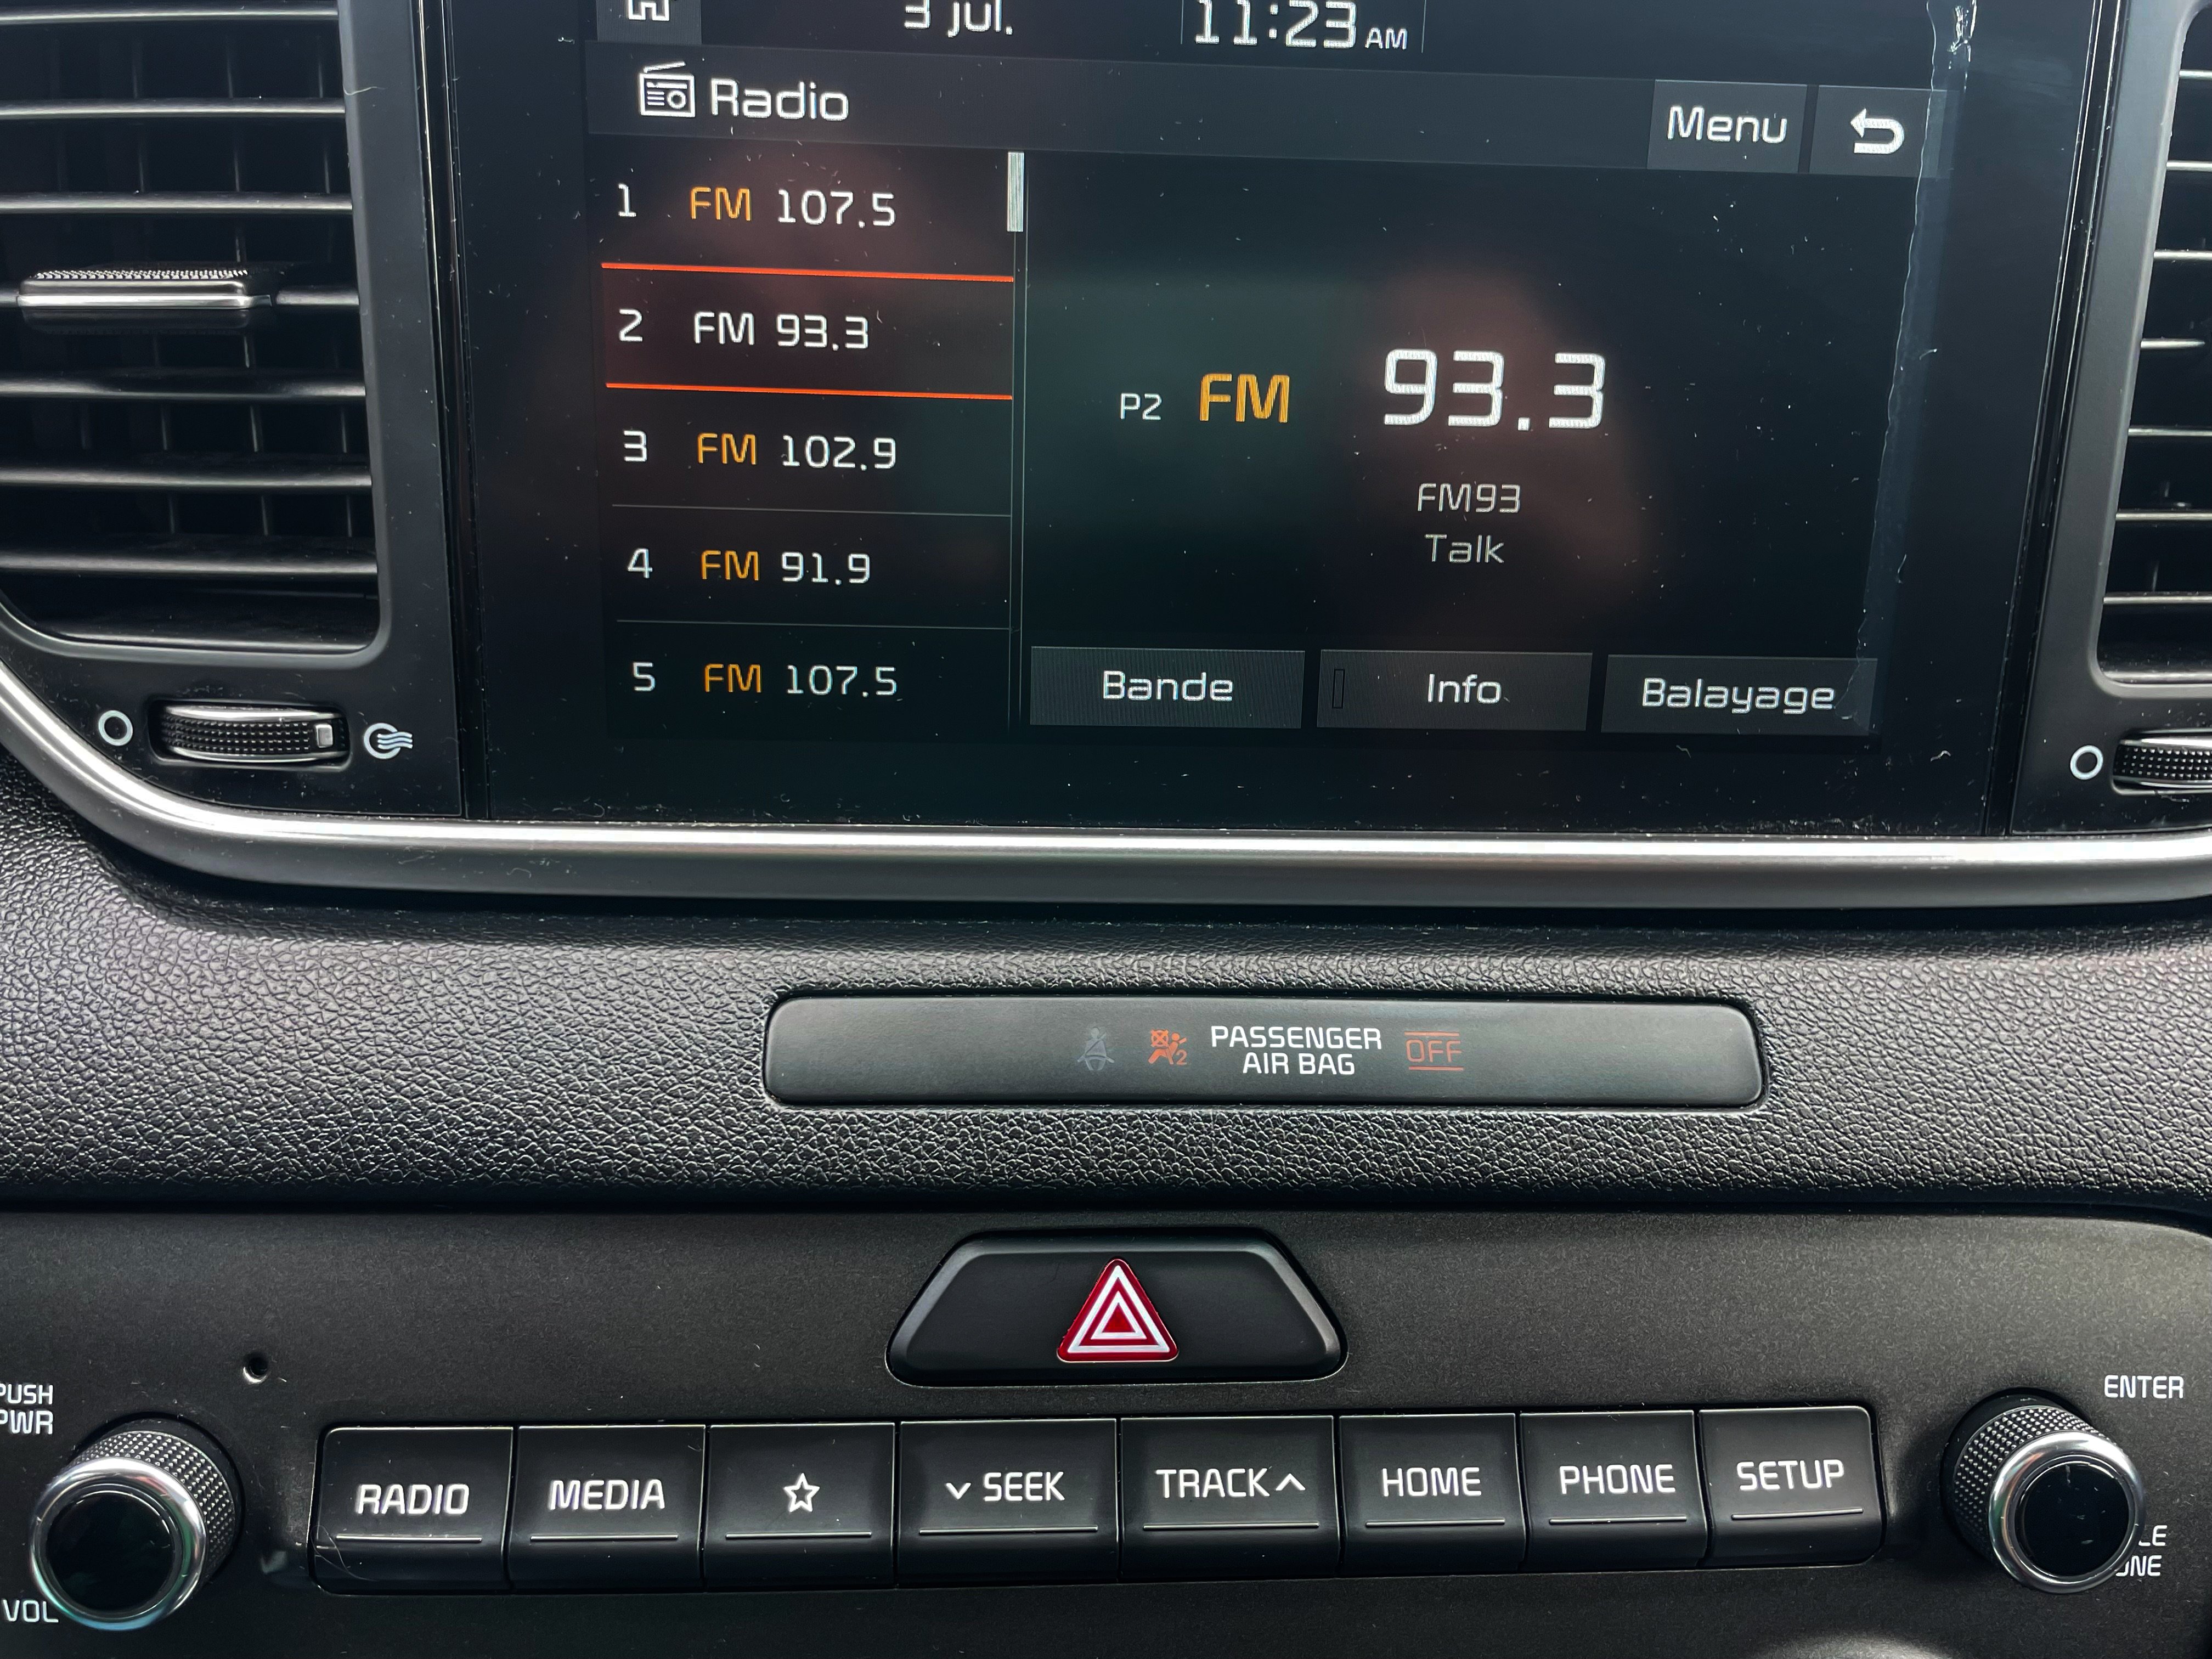 3 jul.
11:23 AM
Radio
Menu
1 FM 107.5
2 FM 93.3
3 FM 102.9
4 FM 91.9
5 FM 107.5
P2 FM 93.3
FM93
Talk
Bande
Info
Balayage
2 PASSENGER
AIR BAG
OFF
PUSH
PWR
VOL
RADIO
MEDIA
SEEK
TRACK
HOME
PHONE
SETUP
ENTER